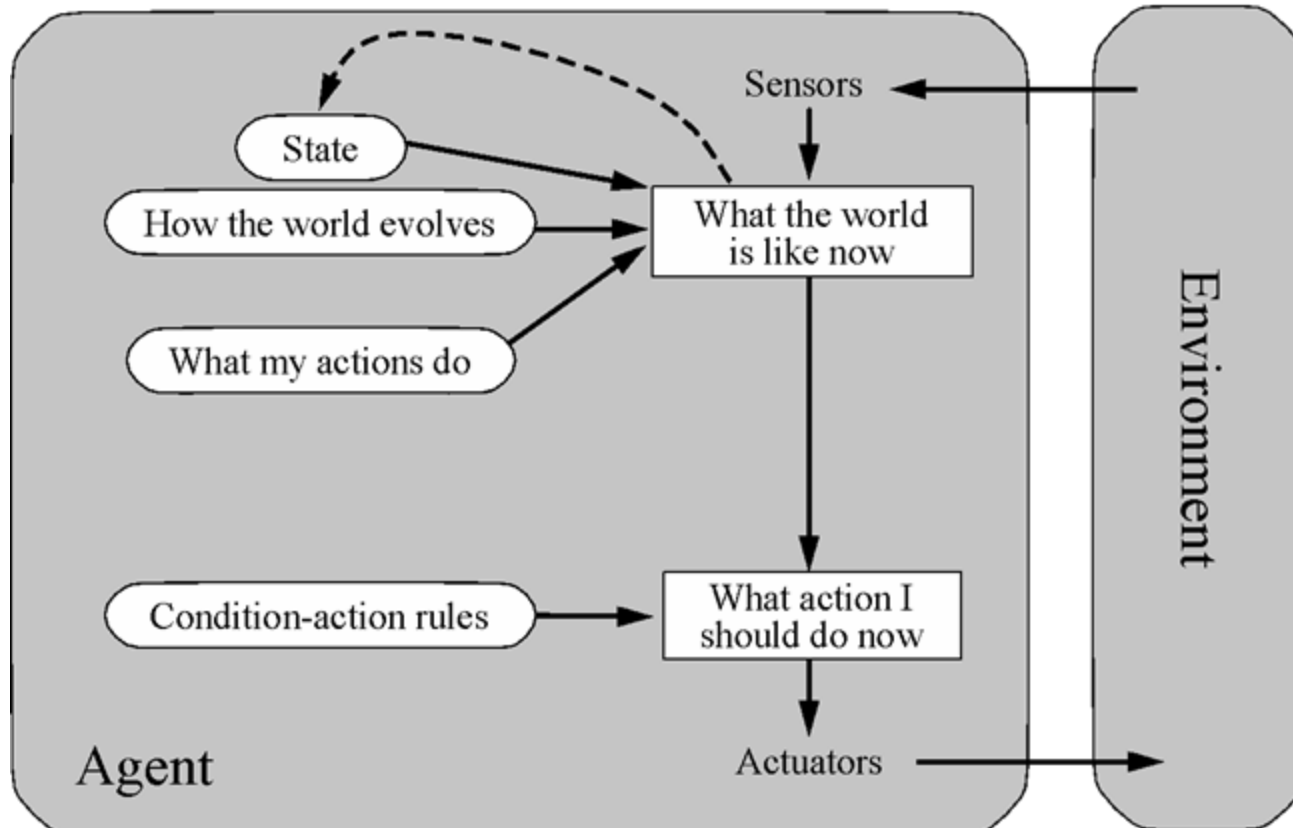 Sensors
State
What the world
is like now
How the world evolves
What my actions do
Environment
Condition-action rules
What action I
should do now
Agent
Actuators